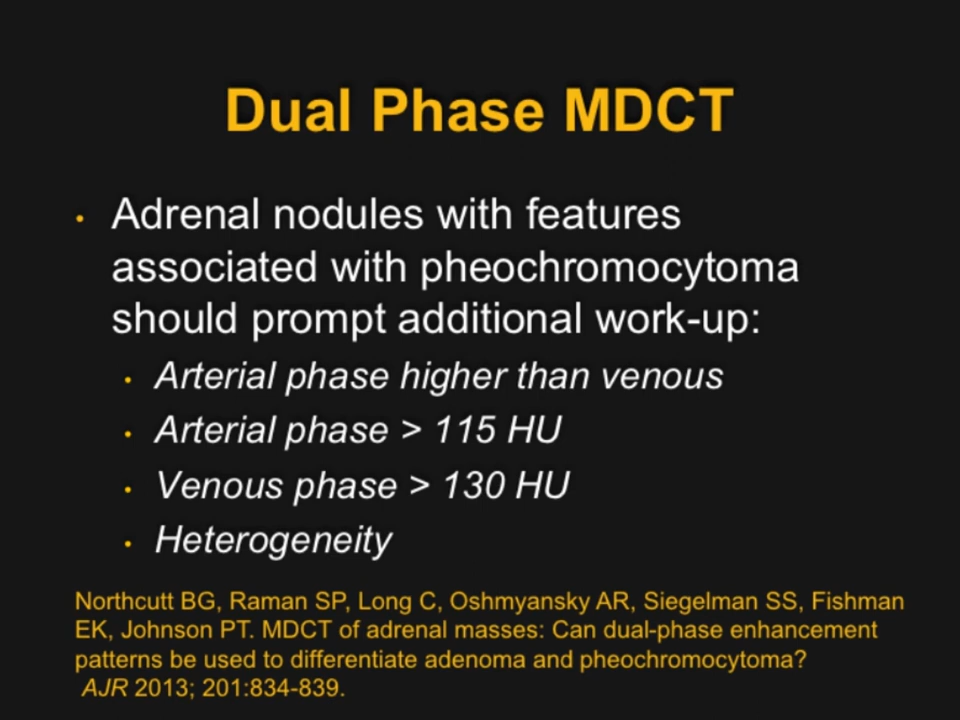 Dual Phase MDCT
• Adrenal nodules with features
associated with pheochromocytoma
should prompt additional work-up:
• Arterial phase higher than venous
• Arterial phase > 115 HU
• Venous phase > 130 HU
• Heterogeneity
Northcutt BG, Raman SP, Long C, Oshmyansky AR, Siegelman SS, Fishman
EK, Johnson PT. MDCT of adrenal masses: Can dual-phase enhancement
patterns be used to differentiate adenoma and pheochromocytoma?
AJR 2013; 201:834-839.